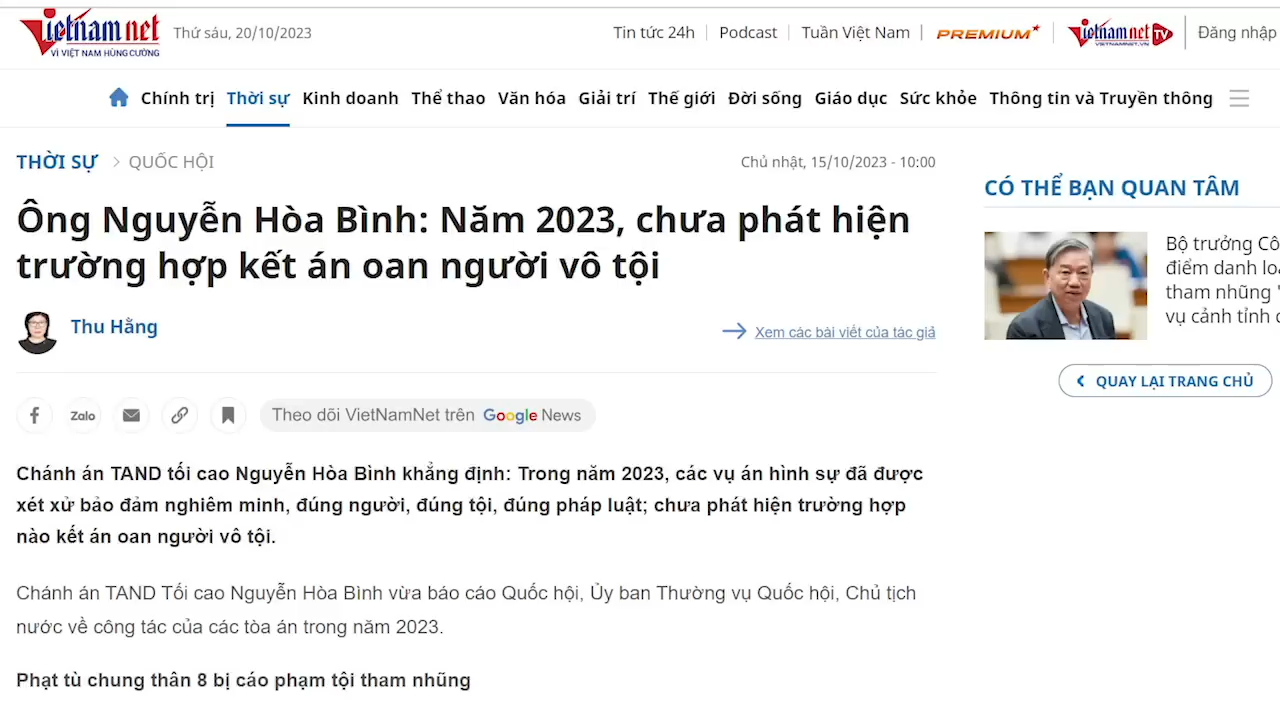 Vietnamnet
VÌ VIỆT NAM HÙNG CƯỜNG
Thứ sáu, 20/10/2023
Tin tức 24h
Podcast
Tuần Việt Nam
PREMIUM
Vietnamnet TV
VIETNAMNET.VN
Đăng nhập
Chính trị Thời sự Kinh doanh Thể thao Văn hóa Giải trí Thế giới Đời sống Giáo dục Sức khỏe Thông tin và Truyền thông
THỜI SỰ > QUỐC HỘI
Chủ nhật, 15/10/2023 - 10:00
Ông Nguyễn Hòa Bình: Năm 2023, chưa phát hiện
trường hợp kết án oan người vô tội
Thu Hằng
Xem các bài viết của tác giả
Zalo
Theo dõi VietNamNet trên Google News
Chánh án TAND tối cao Nguyễn Hòa Bình khẳng định: Trong năm 2023, các vụ án hình sự đã được
xét xử bảo đảm nghiêm minh, đúng người, đúng tội, đúng pháp luật; chưa phát hiện trường hợp
nào kết án oan người vô tội.
Chánh án TAND Tối cao Nguyễn Hòa Bình vừa báo cáo Quốc hội, Ủy ban Thường vụ Quốc hội, Chủ tịch
nước về công tác của các tòa án trong năm 2023.
Phạt tù chung thân 8 bị cáo phạm tội tham nhũng
CÓ THỂ BẠN QUAN TÂM
Bộ trưởng Cô
điểm danh loạ
tham nhũng '
vụ cảnh tỉnh c
QUAY LẠI TRANG CHỦ